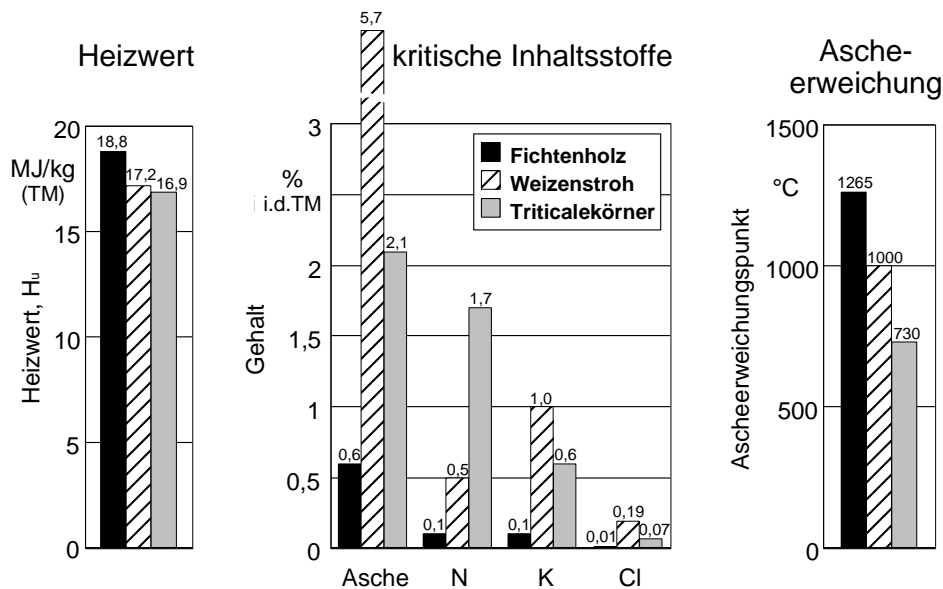 Heizwert
20
MJ/kg
(TM)
15
10
5
0
Heizwert, Hu
18,8
17,2
16,9
kritische Inhaltsstoffe
3
%
i.d.TM
2
1,5
1
0,5
0
Gehalt
Fichtenholz
Weizenstroh
Triticalekörner
5,7
0,6
2,1
0,1
0,5
1,7
0,1
1,0
0,6
0,01
0,19
0,07
Asche N K Cl
Asche-
erweichung
1500
°C
1000
500
0
Ascheerweichungspunkt
1265
1000
730